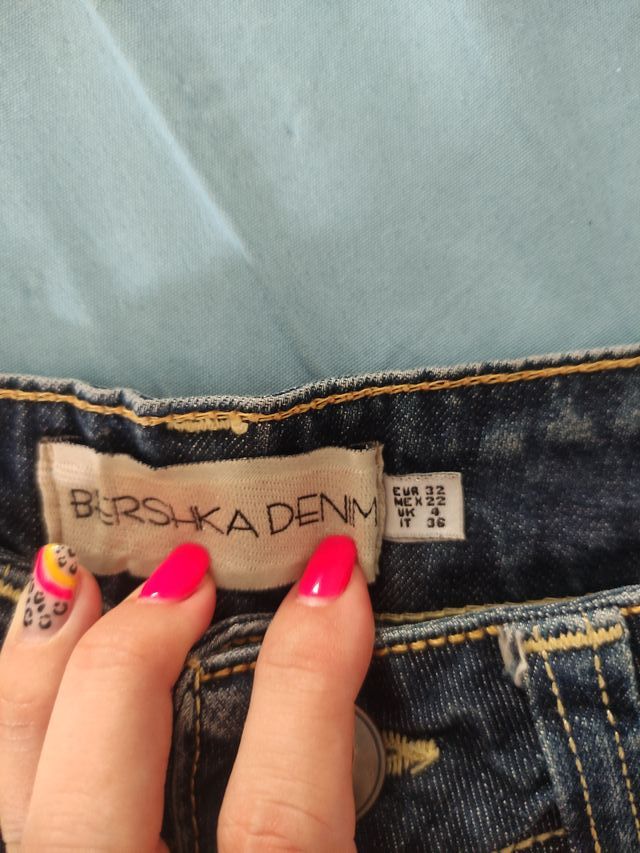 BERSHKA DENIM
EUR 32
MEX 22
UK 4
IT 36